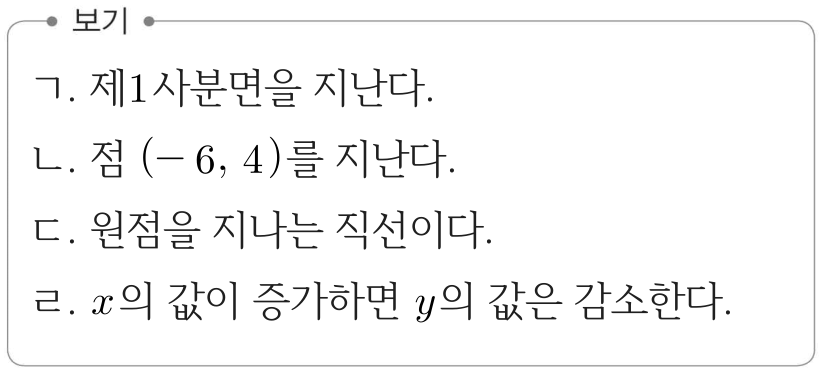 보기
ㄱ. 제1사분면을 지난다.
ㄴ. 점 (−6, 4)를 지난다.
ㄷ. 원점을 지나는 직선이다.
ㄹ. x의 값이 증가하면 y의 값은 감소한다.